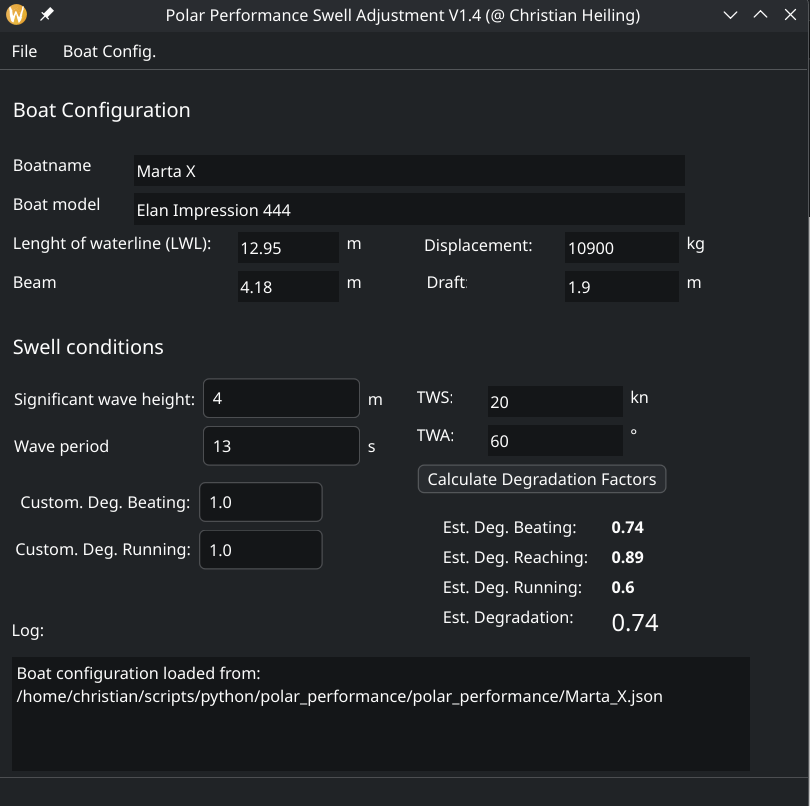 Polar Performance Swell Adjustment V1.4 (@ Christian Heiling)
File Boat Config.
Boat Configuration
Boatname Marta X
Boat model Elan Impression 444
Lenght of waterline (LWL): 12.95 m Displacement: 10900 kg
Beam 4.18 m Draft: 1.9 m
Swell conditions
Significant wave height: 4 m TWS: 20 kn
Wave period 13 s TWA: 60 °
Calculate Degradation Factors
Custom. Deg. Beating: 1.0
Custom. Deg. Running: 1.0
Est. Deg. Beating: 0.74
Est. Deg. Reaching: 0.89
Est. Deg. Running: 0.6
Est. Degradation: 0.74
Log:
Boat configuration loaded from:
/home/christian/scripts/python/polar_performance/polar_performance/Marta_X.json